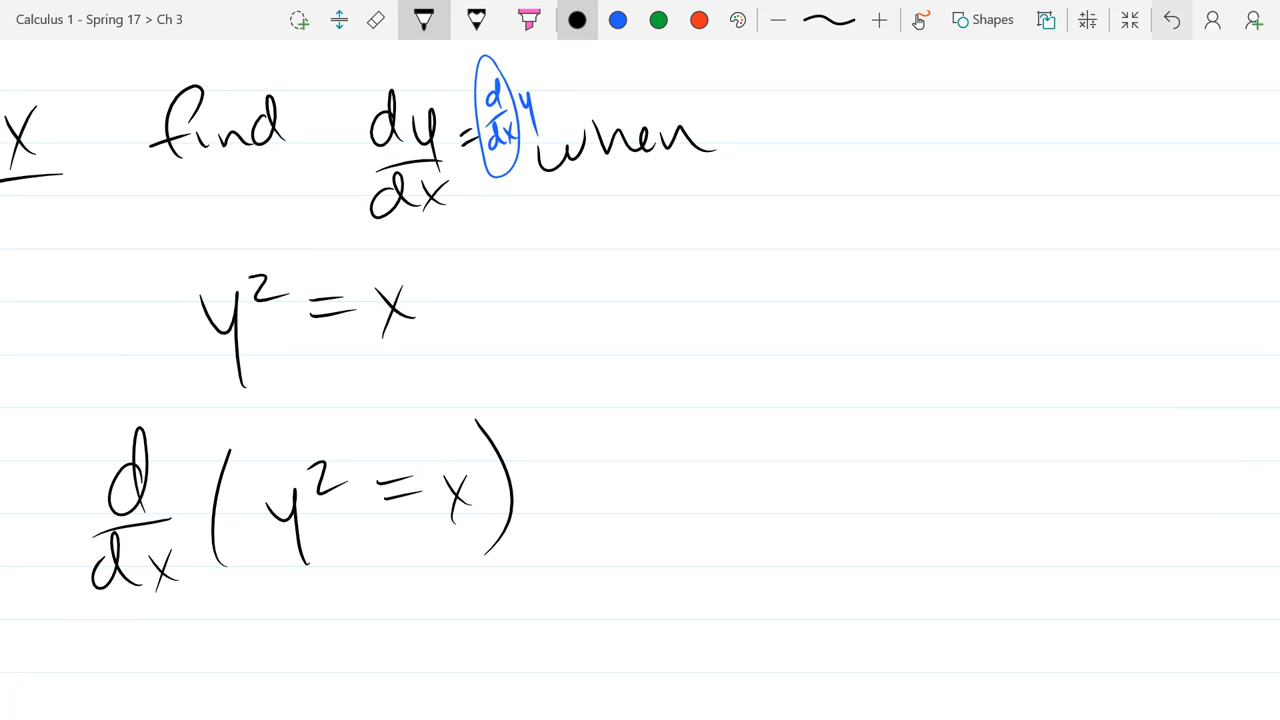 Calculus 1 - Spring 17 > Ch 3
Shapes
x find dy/dx = d/dx y when
y² = x
d/dx ( y² = x )